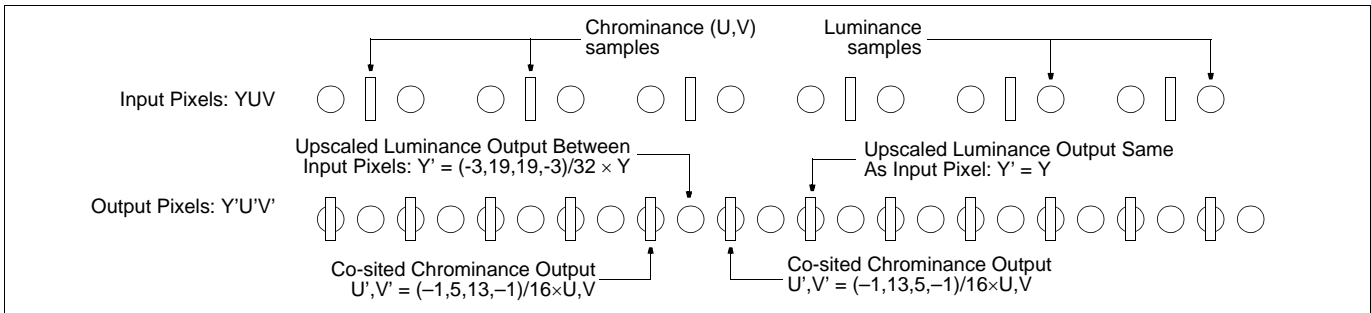 Chrominance (U,V)
samples
Luminance
samples
Input Pixels: YUV
Upscaled Luminance Output Between
Input Pixels: Y’ = (-3,19,19,-3)/32 × Y
Upscaled Luminance Output Same
As Input Pixel: Y’ = Y
Output Pixels: Y’U’V’
Co-sited Chrominance Output
U’,V’ = (–1,5,13,–1)/16×U,V
Co-sited Chrominance Output
U’,V’ = (–1,13,5,–1)/16×U,V